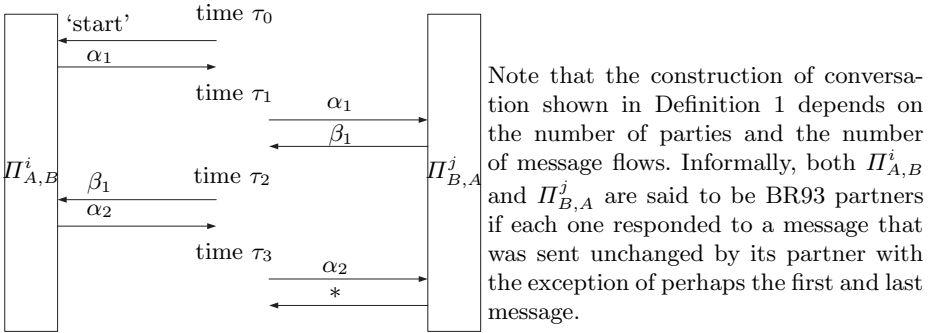 time τ0
‘start’
α1
time τ1
α1
β1
Π^i_{A,B}
Π^j_{B,A}
time τ2
β1
α2
time τ3
α2
*
Note that the construction of conversa-
tion shown in Definition 1 depends on
the number of parties and the number
of message flows. Informally, both Π^i_{A,B}
and Π^j_{B,A} are said to be BR93 partners
if each one responded to a message that
was sent unchanged by its partner with
the exception of perhaps the first and last
message.